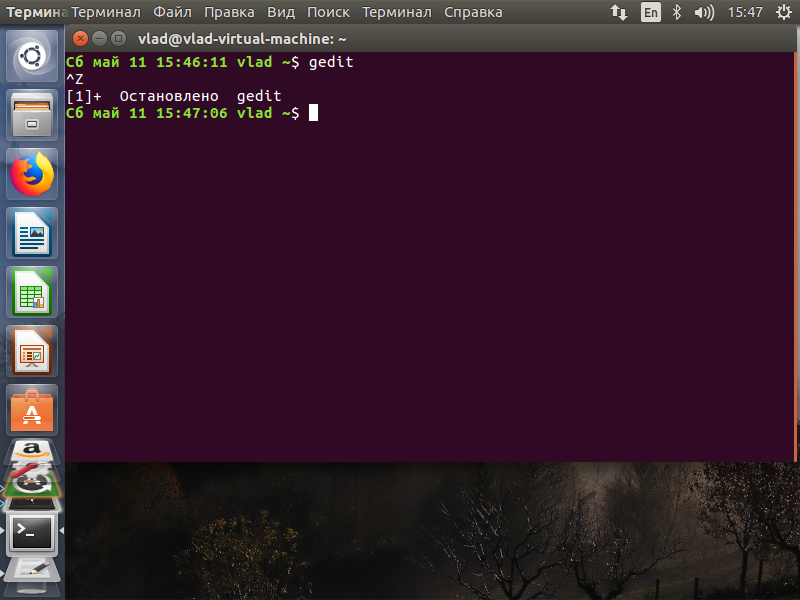 Термина Терминал Файл Правка Вид Поиск Терминал Справка En 15:47
vlad@vlad-virtual-machine: ~
Сб май 11 15:46:11 vlad ~$ gedit
^Z
[1]+  Остановлено  gedit
Сб май 11 15:47:06 vlad ~$